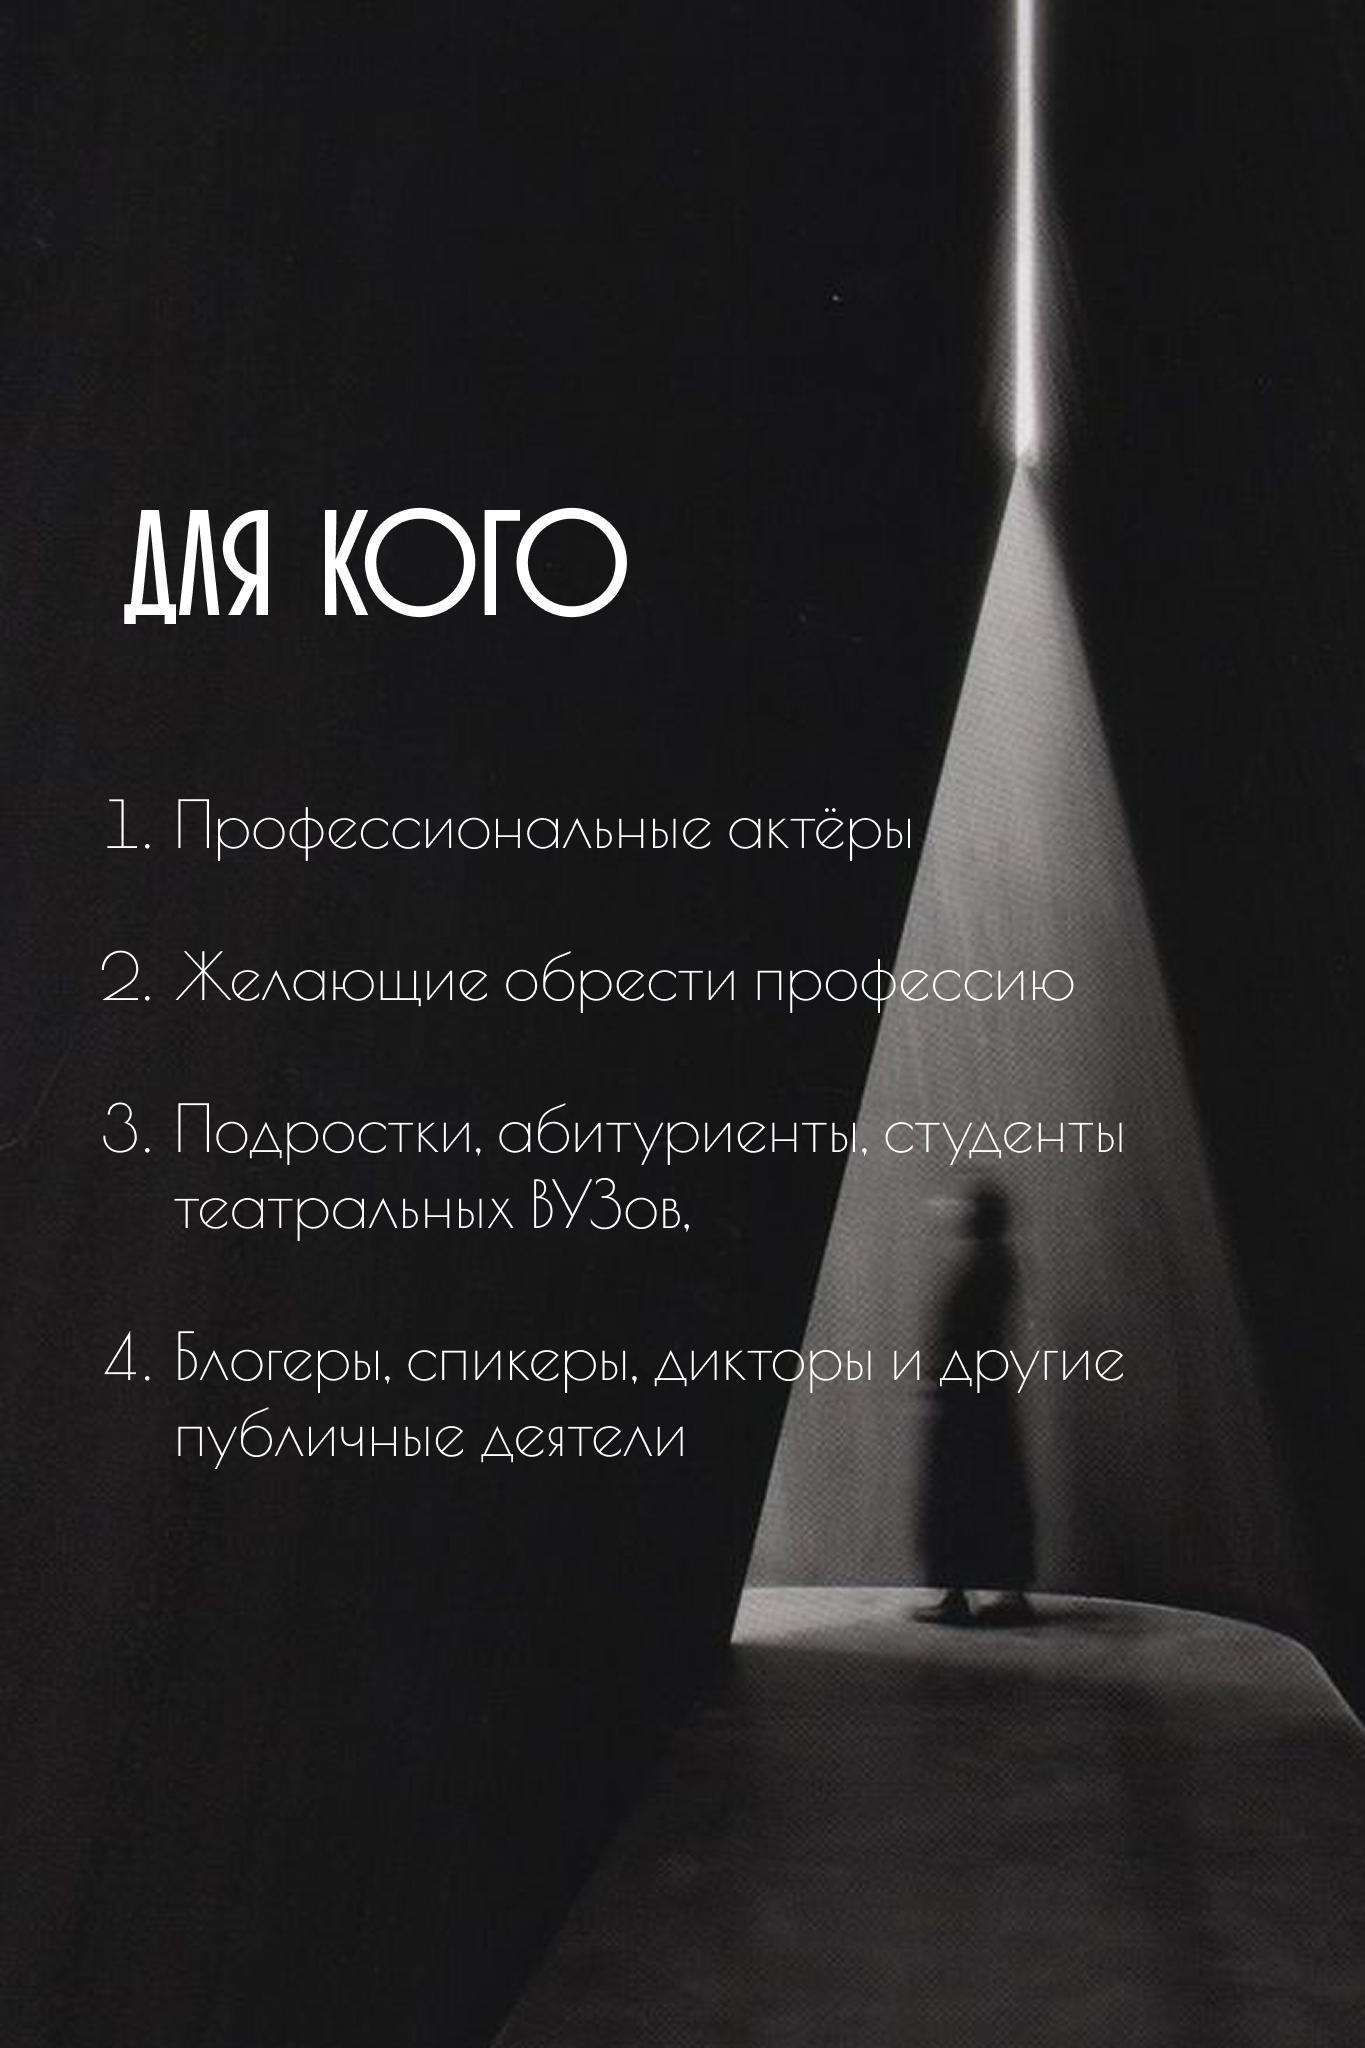 ДЛЯ КОГО
1. Профессиональные актёры
2. Желающие обрести профессию
3. Подростки, абитуриенты, студенты
театральных ВУЗов,
4. Блогеры, спикеры, дикторы и другие
публичные деятели